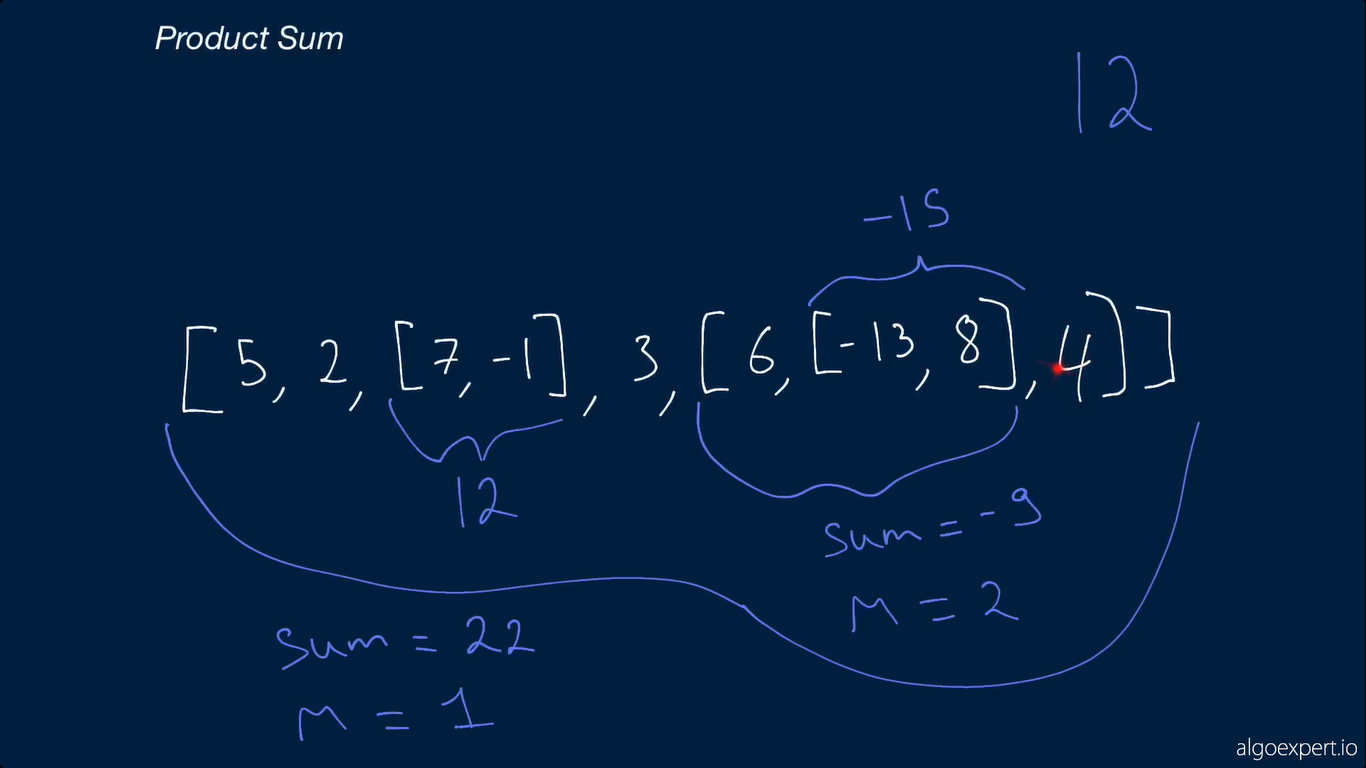 Product Sum
12
-15
[5, 2, [7, -1], 3, [6, [-13, 8], 4]]
12
sum = -9
M = 2
sum = 22
M = 1
algoexpert.io